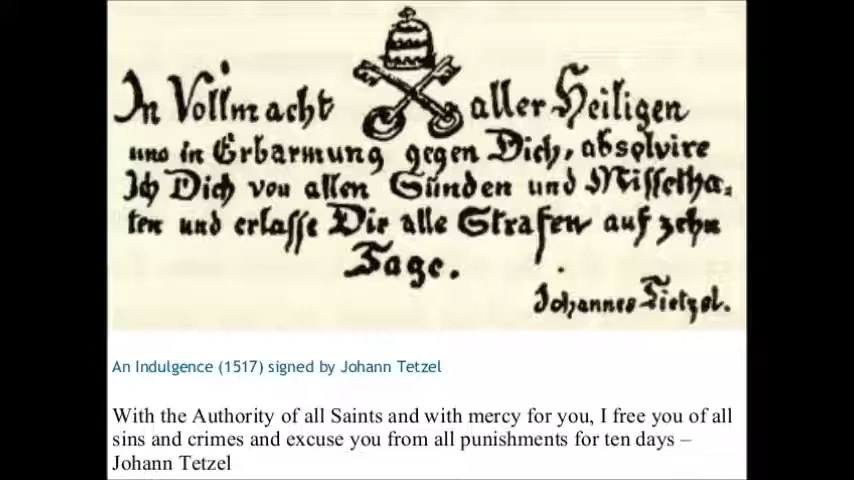 In Vollmacht aller Heiligen
und in Erbarmung gegen Dich, absolvire
Ich Dich von allen Sünden und Missetha=
ten und erlasse Dir alle Strafen auf zehn
Tage.
Johannes Tietzel.
An Indulgence (1517) signed by Johann Tetzel
With the Authority of all Saints and with mercy for you, I free you of all
sins and crimes and excuse you from all punishments for ten days –
Johann Tetzel